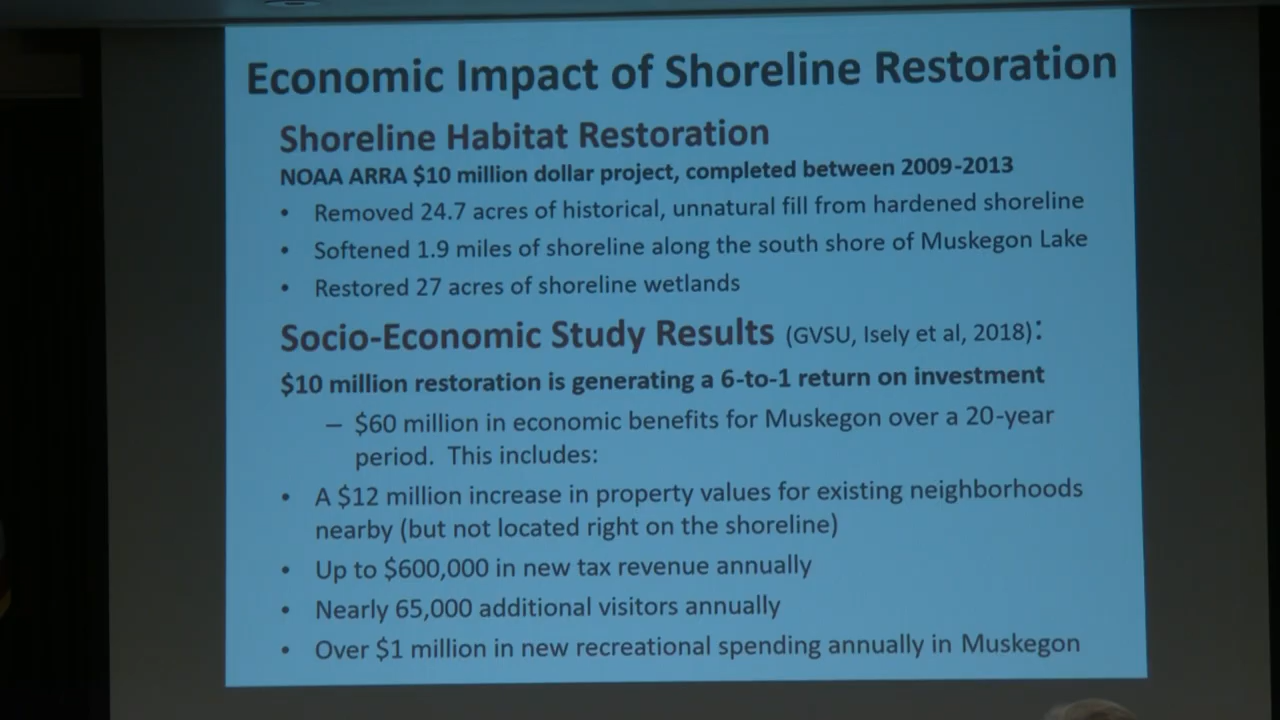 Economic Impact of Shoreline Restoration
Shoreline Habitat Restoration
NOAA ARRA $10 million dollar project, completed between 2009-2013
• Removed 24.7 acres of historical, unnatural fill from hardened shoreline
• Softened 1.9 miles of shoreline along the south shore of Muskegon Lake
• Restored 27 acres of shoreline wetlands
Socio-Economic Study Results (GVSU, Isely et al, 2018):
$10 million restoration is generating a 6-to-1 return on investment
– $60 million in economic benefits for Muskegon over a 20-year
period. This includes:
• A $12 million increase in property values for existing neighborhoods
nearby (but not located right on the shoreline)
• Up to $600,000 in new tax revenue annually
• Nearly 65,000 additional visitors annually
• Over $1 million in new recreational spending annually in Muskegon